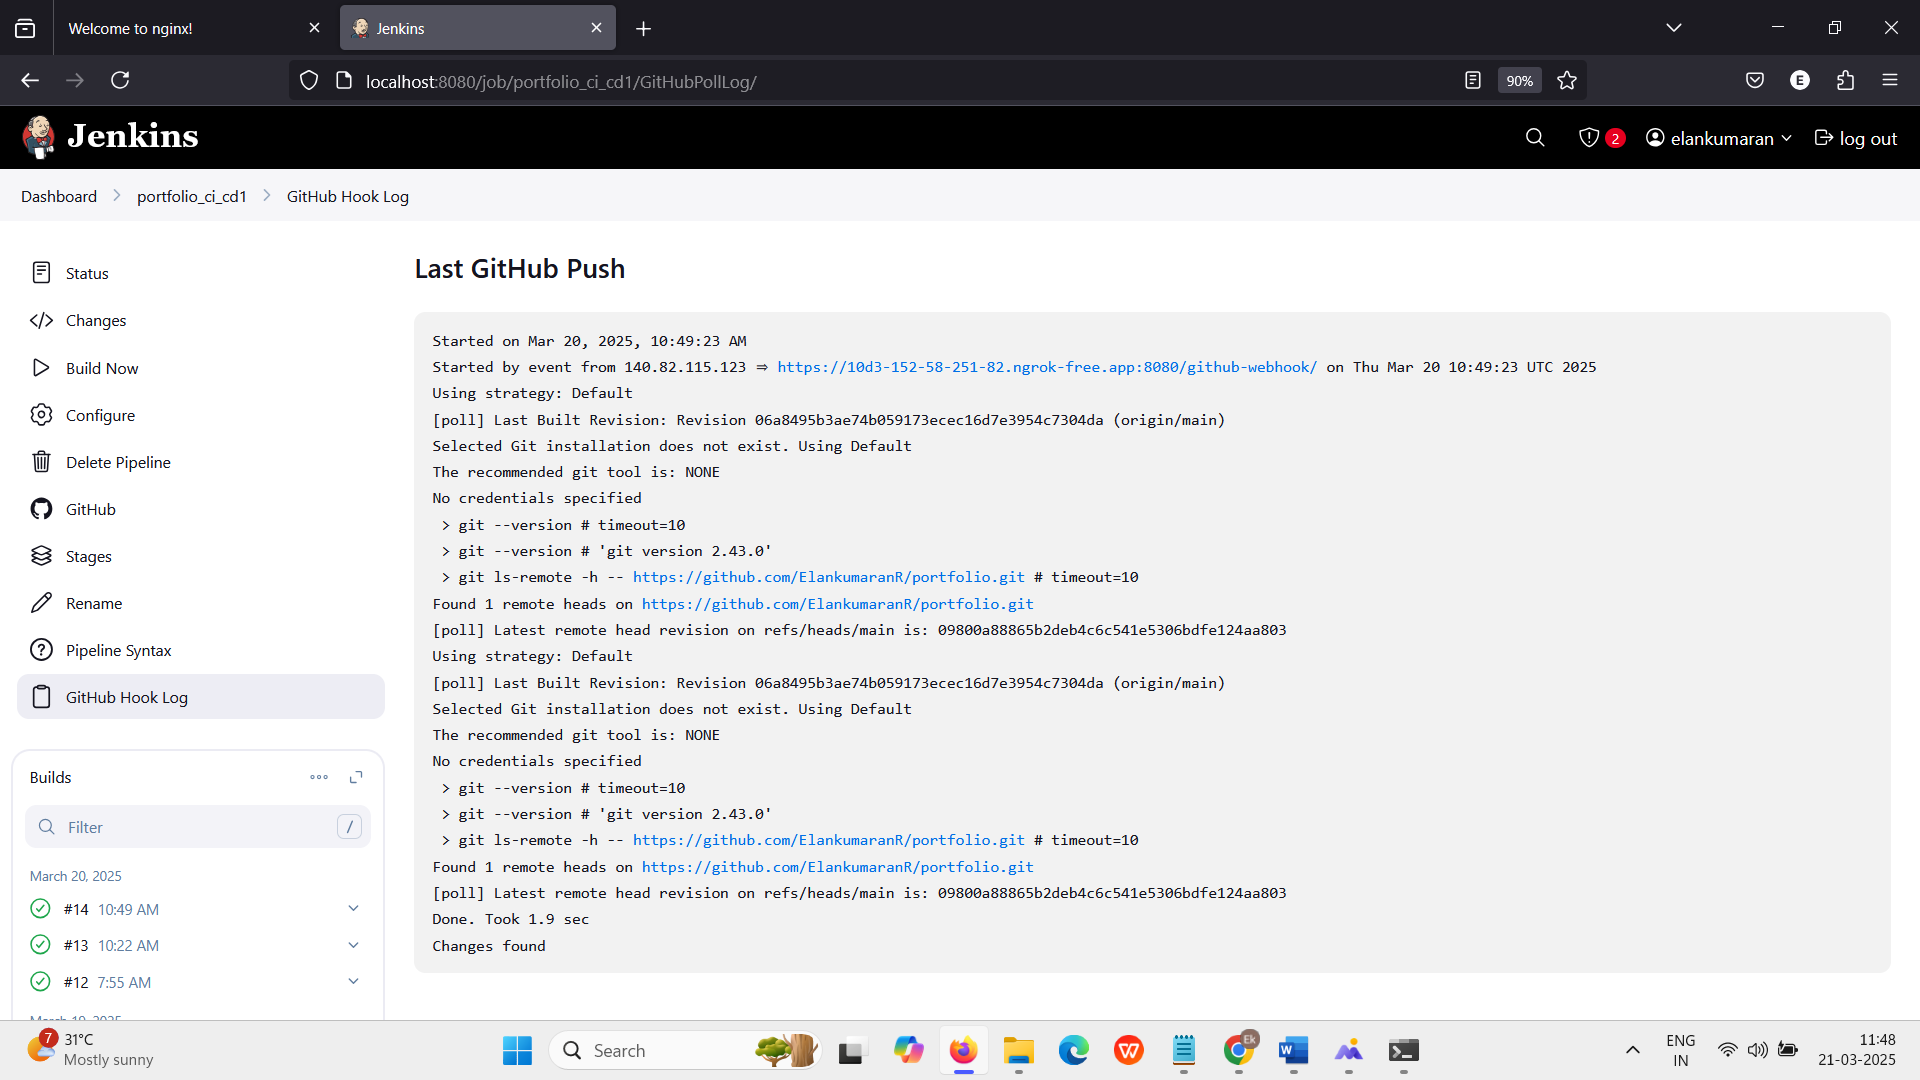 Welcome to nginx!
Jenkins
localhost:8080/job/portfolio_ci_cd1/GitHubPollLog/
90%
E
Jenkins
2
elankumaran
log out
Dashboard
portfolio_ci_cd1
GitHub Hook Log
Status
Changes
Build Now
Configure
Delete Pipeline
GitHub
Stages
Rename
Pipeline Syntax
GitHub Hook Log
Builds
Filter
/
March 20, 2025
#14 10:49 AM
#13 10:22 AM
#12 7:55 AM
March 19, 2025
Last GitHub Push
Started on Mar 20, 2025, 10:49:23 AM
Started by event from 140.82.115.123 ⇒ https://10d3-152-58-251-82.ngrok-free.app:8080/github-webhook/ on Thu Mar 20 10:49:23 UTC 2025
Using strategy: Default
[poll] Last Built Revision: Revision 06a8495b3ae74b059173ecec16d7e3954c7304da (origin/main)
Selected Git installation does not exist. Using Default
The recommended git tool is: NONE
No credentials specified
> git --version # timeout=10
> git --version # 'git version 2.43.0'
> git ls-remote -h -- https://github.com/ElankumaranR/portfolio.git # timeout=10
Found 1 remote heads on https://github.com/ElankumaranR/portfolio.git
[poll] Latest remote head revision on refs/heads/main is: 09800a88865b2deb4c6c541e5306bdfe124aa803
Using strategy: Default
[poll] Last Built Revision: Revision 06a8495b3ae74b059173ecec16d7e3954c7304da (origin/main)
Selected Git installation does not exist. Using Default
The recommended git tool is: NONE
No credentials specified
> git --version # timeout=10
> git --version # 'git version 2.43.0'
> git ls-remote -h -- https://github.com/ElankumaranR/portfolio.git # timeout=10
Found 1 remote heads on https://github.com/ElankumaranR/portfolio.git
[poll] Latest remote head revision on refs/heads/main is: 09800a88865b2deb4c6c541e5306bdfe124aa803
Done. Took 1.9 sec
Changes found
7
31°C
Mostly sunny
Search
Ek
ENG
IN
11:48
21-03-2025